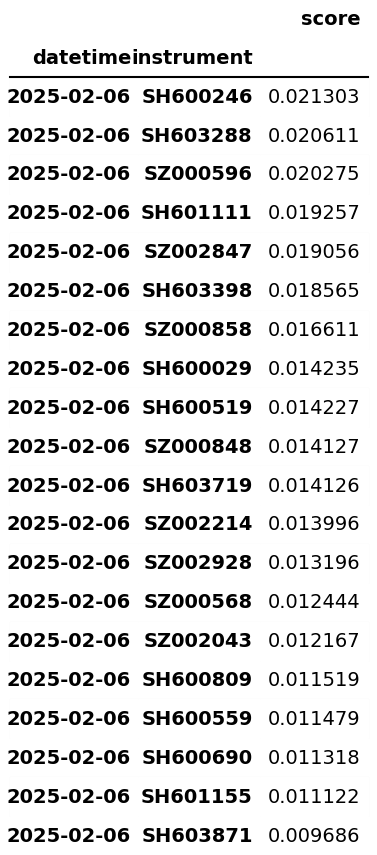 score
datetime instrument
2025-02-06 SH600246 0.021303
2025-02-06 SH603288 0.020611
2025-02-06 SZ000596 0.020275
2025-02-06 SH601111 0.019257
2025-02-06 SZ002847 0.019056
2025-02-06 SH603398 0.018565
2025-02-06 SZ000858 0.016611
2025-02-06 SH600029 0.014235
2025-02-06 SH600519 0.014227
2025-02-06 SZ000848 0.014127
2025-02-06 SH603719 0.014126
2025-02-06 SZ002214 0.013996
2025-02-06 SZ002928 0.013196
2025-02-06 SZ000568 0.012444
2025-02-06 SZ002043 0.012167
2025-02-06 SH600809 0.011519
2025-02-06 SH600559 0.011479
2025-02-06 SH600690 0.011318
2025-02-06 SH601155 0.011122
2025-02-06 SH603871 0.009686